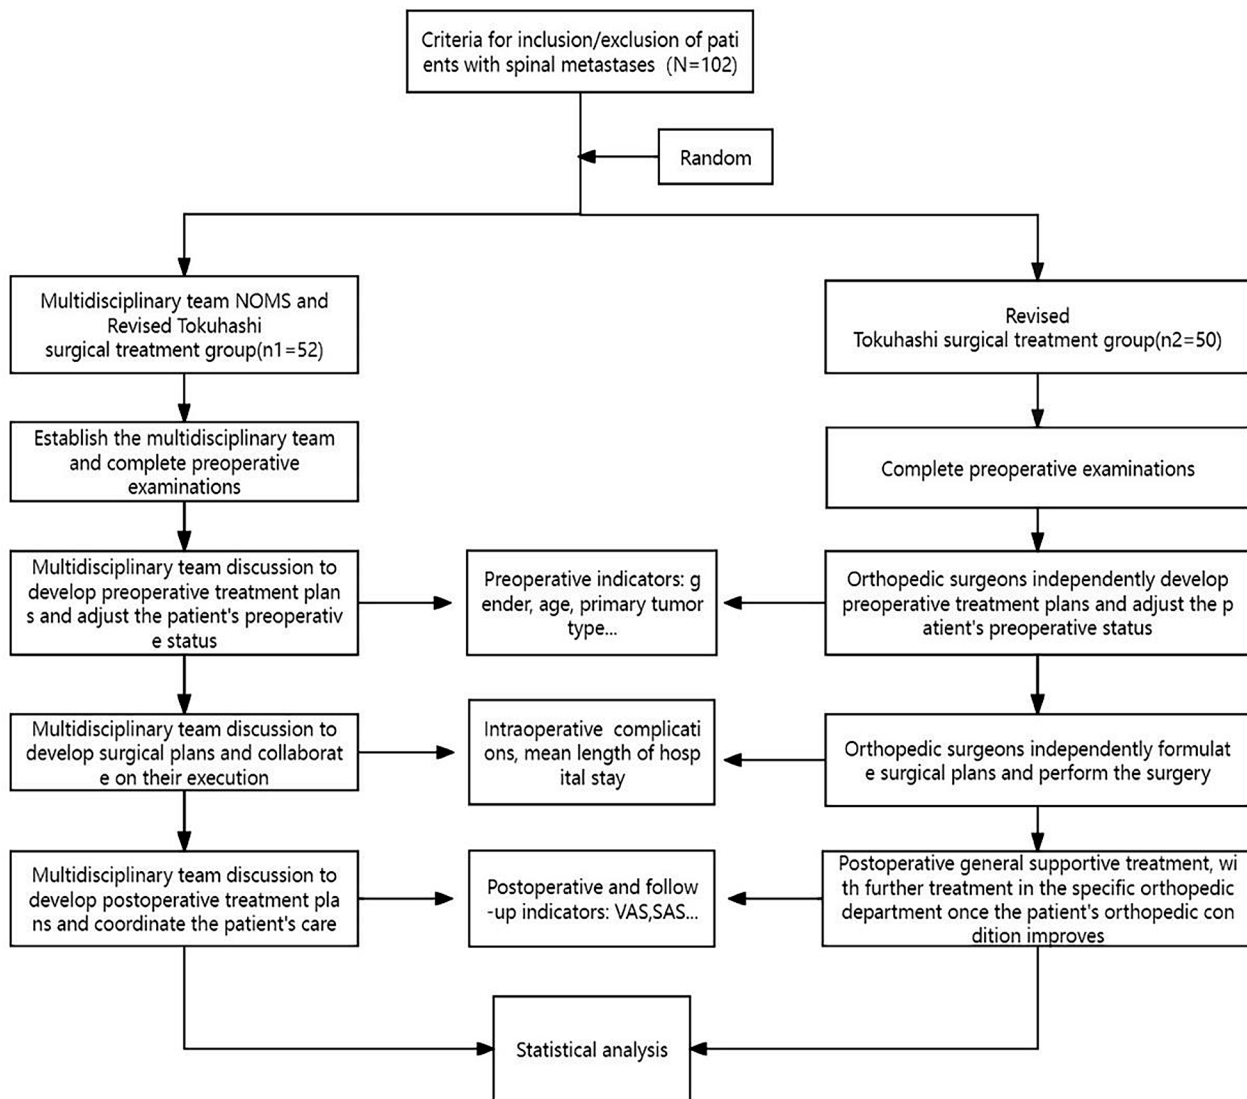 Criteria for inclusion/exclusion of pati
ents with spinal metastases (N=102)
Random
Multidisciplinary team NOMS and
Revised Tokuhashi
surgical treatment group(n1=52)
Revised
Tokuhashi surgical treatment group(n2=50)
Establish the multidisciplinary team
and complete preoperative
examinations
Complete preoperative examinations
Multidisciplinary team discussion to
develop preoperative treatment plan
s and adjust the patient's preoperativ
e status
Preoperative indicators: g
ender, age, primary tumor
type...
Orthopedic surgeons independently develop
preoperative treatment plans and adjust the p
atient's preoperative status
Multidisciplinary team discussion to
develop surgical plans and collaborat
e on their execution
Intraoperative complicati
ons, mean length of hosp
ital stay
Orthopedic surgeons independently formulat
e surgical plans and perform the surgery
Multidisciplinary team discussion to
develop postoperative treatment pla
ns and coordinate the patient's care
Postoperative and follow
-up indicators: VAS,SAS...
Postoperative general supportive treatment, wi
th further treatment in the specific orthopedic
department once the patient's orthopedic con
dition improves
Statistical analysis